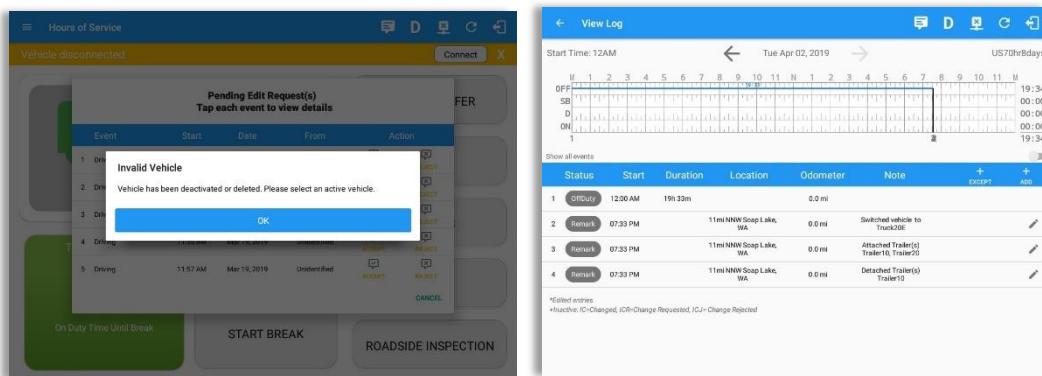 Hours of Service
D
Vehicle disconnected
Connect
X
Pending Edit Request(s)
Tap each event to view details
FER
Event Start Date From Action
1
2
3
4 Driving
5 Driving 11:57 AM Mar 19, 2019 Unidentified
ACCEPT
REJECT
CANCEL
Invalid Vehicle
Vehicle has been deactivated or deleted. Please select an active vehicle.
OK
On Duty Time Until Break
START BREAK
ROADSIDE INSPECTION
View Log
D
Start Time: 12AM
Tue Apr 02, 2019
US70hr8days
M 1 2 3 4 5 6 7 8 9 10 11 N 1 2 3 4 5 6 7 8 9 10 11 M
OFF 19:34
SB 00:00
D 00:00
ON 00:00
1
19:34
Show all events
Status Start Duration Location Odometer Note
+ EXCEPT
+ ADD
1 OffDuty 12:00 AM 19h 33m 0.0 mi
2 Remark 07:33 PM 11mi NNW Soap Lake, WA 0.0 mi Switched vehicle to Truck20E
3 Remark 07:33 PM 11mi NNW Soap Lake, WA 0.0 mi Attached Trailer(s) Trailer10, Trailer20
4 Remark 07:33 PM 11mi NNW Soap Lake, WA 0.0 mi Detached Trailer(s) Trailer10
*Edited entries
+Inactive: IC=Changed, ICR=Change Requested, ICJ= Change Rejected